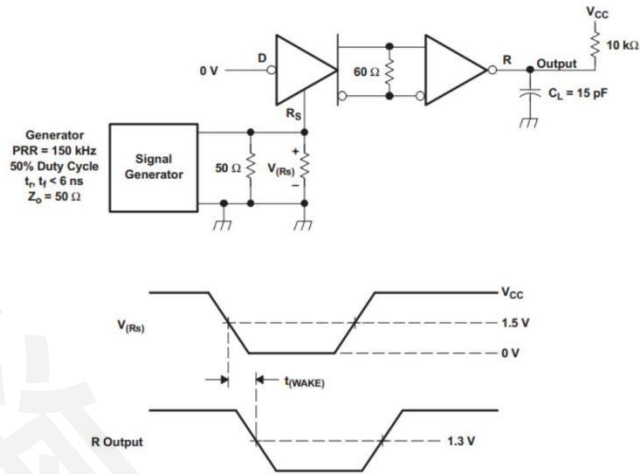 VCC
10 kΩ
D
0 V
60 Ω
R
Output
CL = 15 pF
RS
Generator
PRR = 150 kHz
50% Duty Cycle
tr, tf < 6 ns
Zo = 50 Ω
Signal
Generator
50 Ω
V(Rs)
+
−
VCC
V(Rs)
1.5 V
0 V
t(WAKE)
R Output
1.3 V